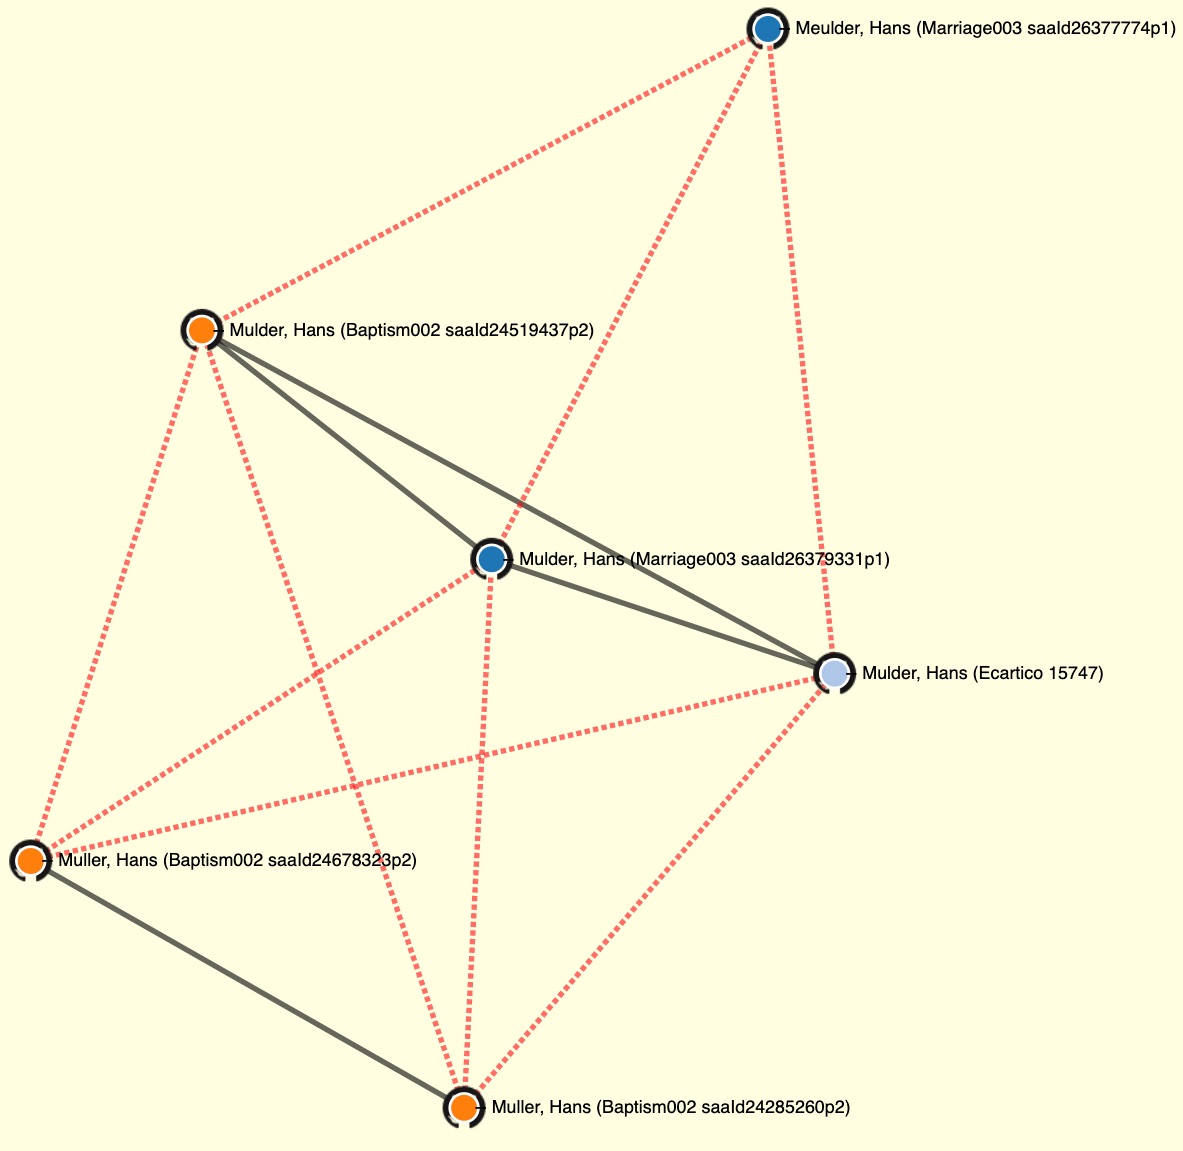 Meulder, Hans (Marriage003 saaId26377774p1)
Mulder, Hans (Baptism002 saaId24519437p2)
Mulder, Hans (Marriage003 saaId26379331p1)
Mulder, Hans (Ecartico 15747)
Muller, Hans (Baptism002 saaId24678323p2)
Muller, Hans (Baptism002 saaId24285260p2)